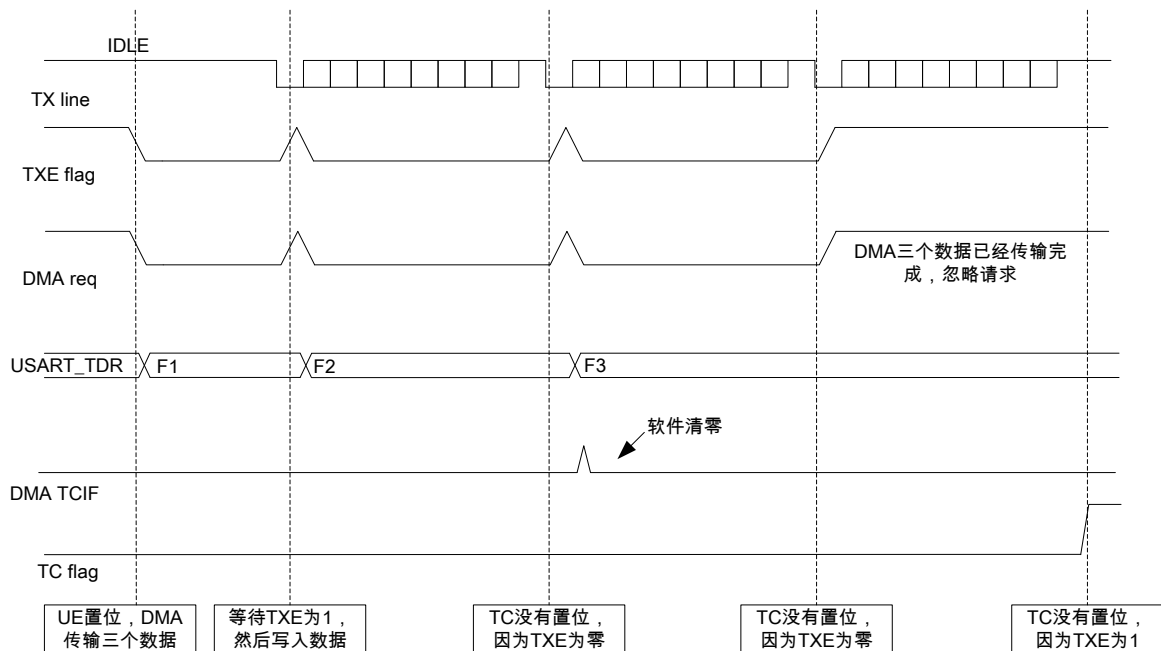 IDLE
TX line
TXE flag
DMA req
DMA三个数据已经传输完
成，忽略请求
USART_TDR
F1
F2
F3
软件清零
DMA TCIF
TC flag
UE置位，DMA
传输三个数据
等待TXE为1，
然后写入数据
TC没有置位，
因为TXE为零
TC没有置位，
因为TXE为零
TC没有置位，
因为TXE为1